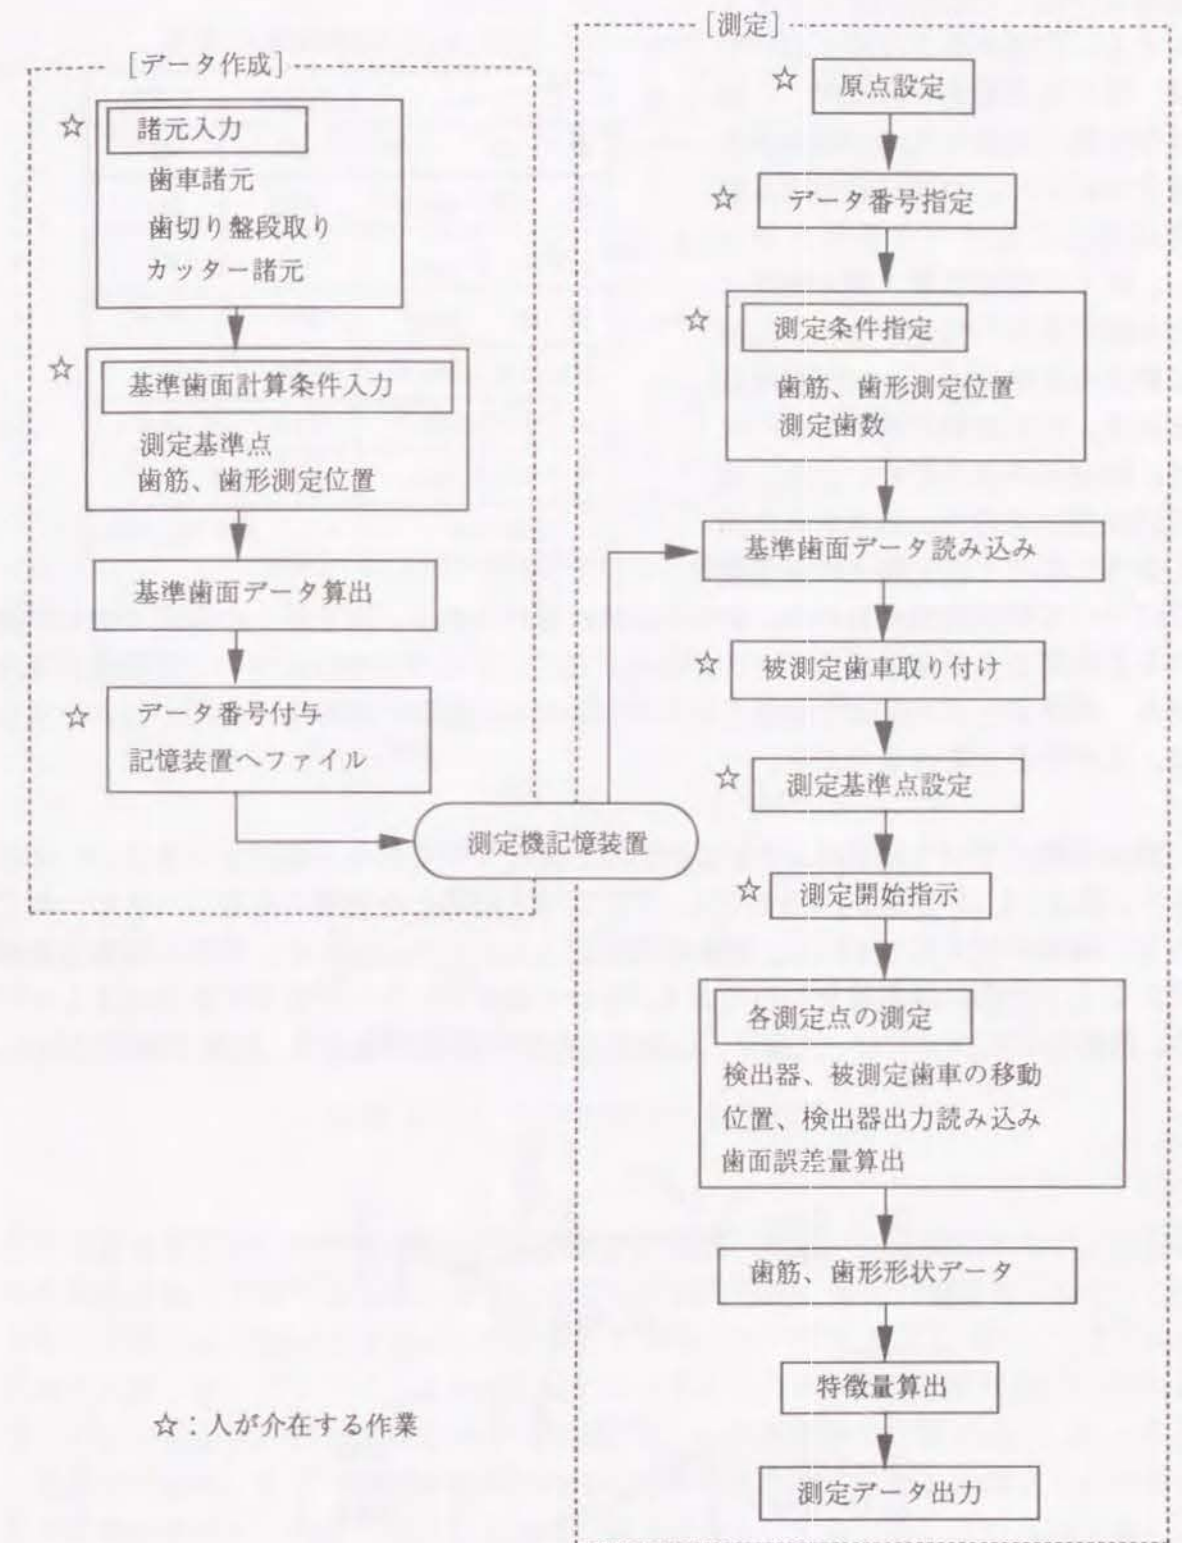 [データ作成]
☆ 諸元入力
歯車諸元
歯切り盤段取り
カッター諸元
☆ 基準歯面計算条件入力
測定基準点
歯筋、歯形測定位置
基準歯面データ算出
☆ データ番号付与
記憶装置へファイル
測定機記憶装置
[測定]
☆ 原点設定
☆ データ番号指定
☆ 測定条件指定
歯筋、歯形測定位置
測定歯数
基準歯面データ読み込み
☆ 被測定歯車取り付け
☆ 測定基準点設定
☆ 測定開始指示
各測定点の測定
検出器、被測定歯車の移動
位置、検出器出力読み込み
歯面誤差量算出
歯筋、歯形形状データ
特徴量算出
測定データ出力
☆：人が介在する作業